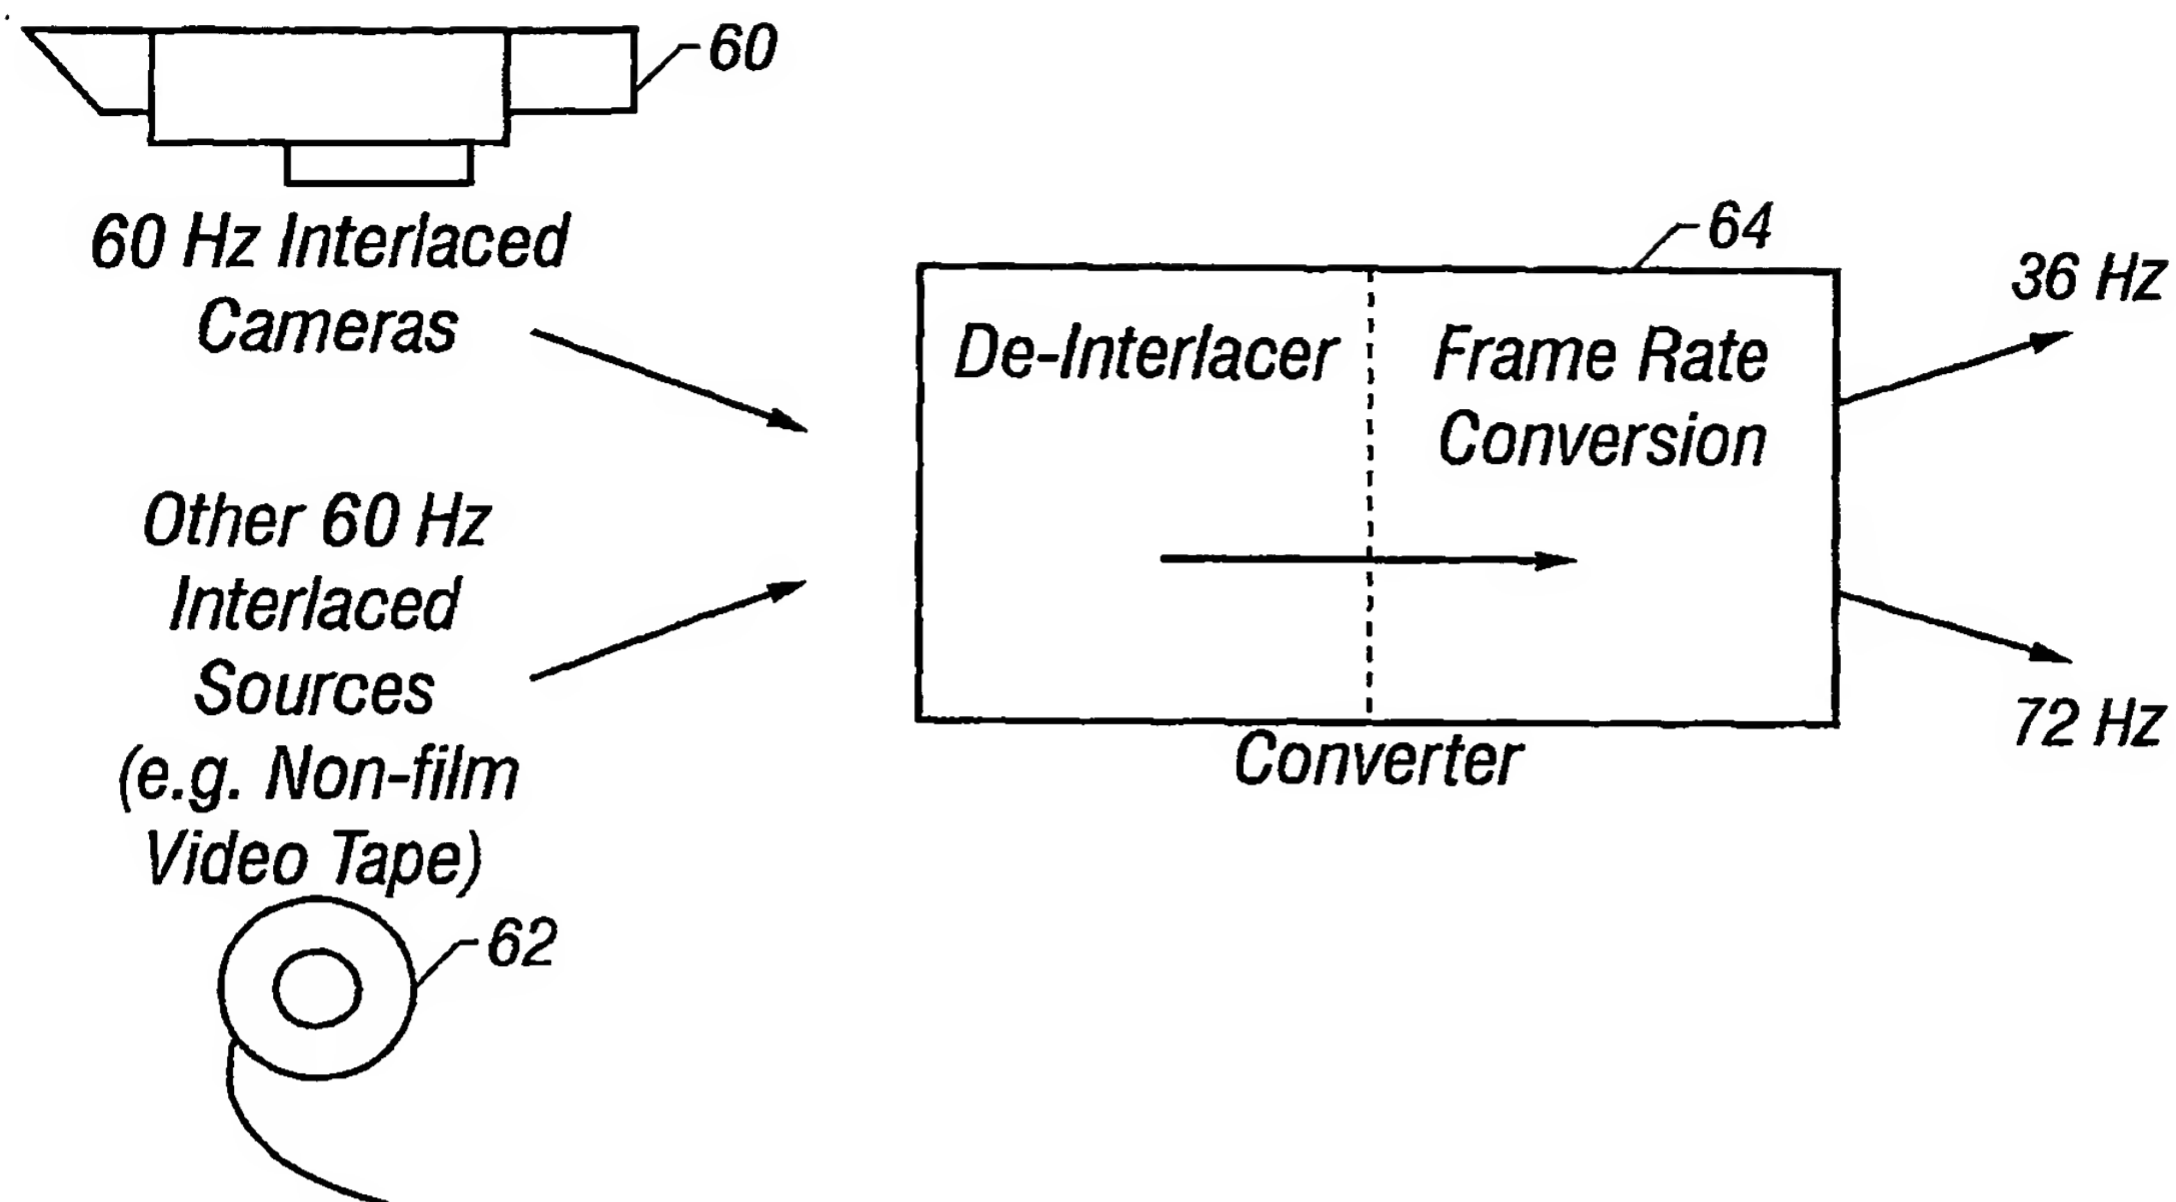 60
60 Hz Interlaced
Cameras
Other 60 Hz
Interlaced
Sources
(e.g. Non-film
Video Tape)
62
64
De-Interlacer
Frame Rate
Conversion
Converter
36 Hz
72 Hz